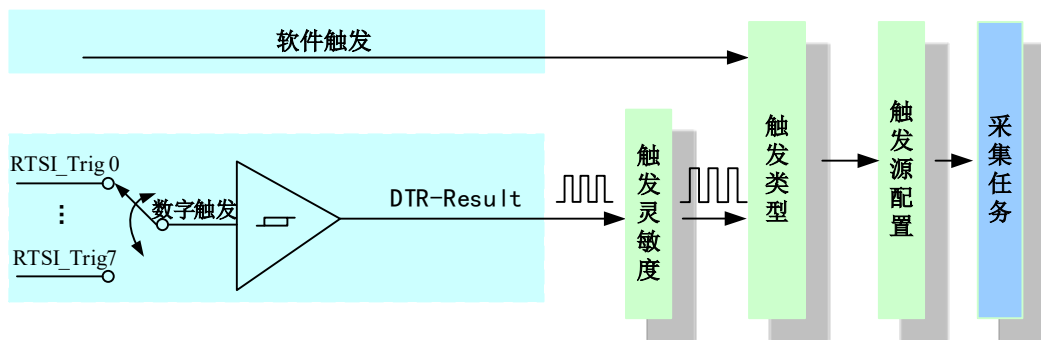 软件触发
RTSI_Trig 0
⋮
RTSI_Trig7
数字触发
DTR-Result
触发灵敏度
触发类型
触发源配置
采集任务